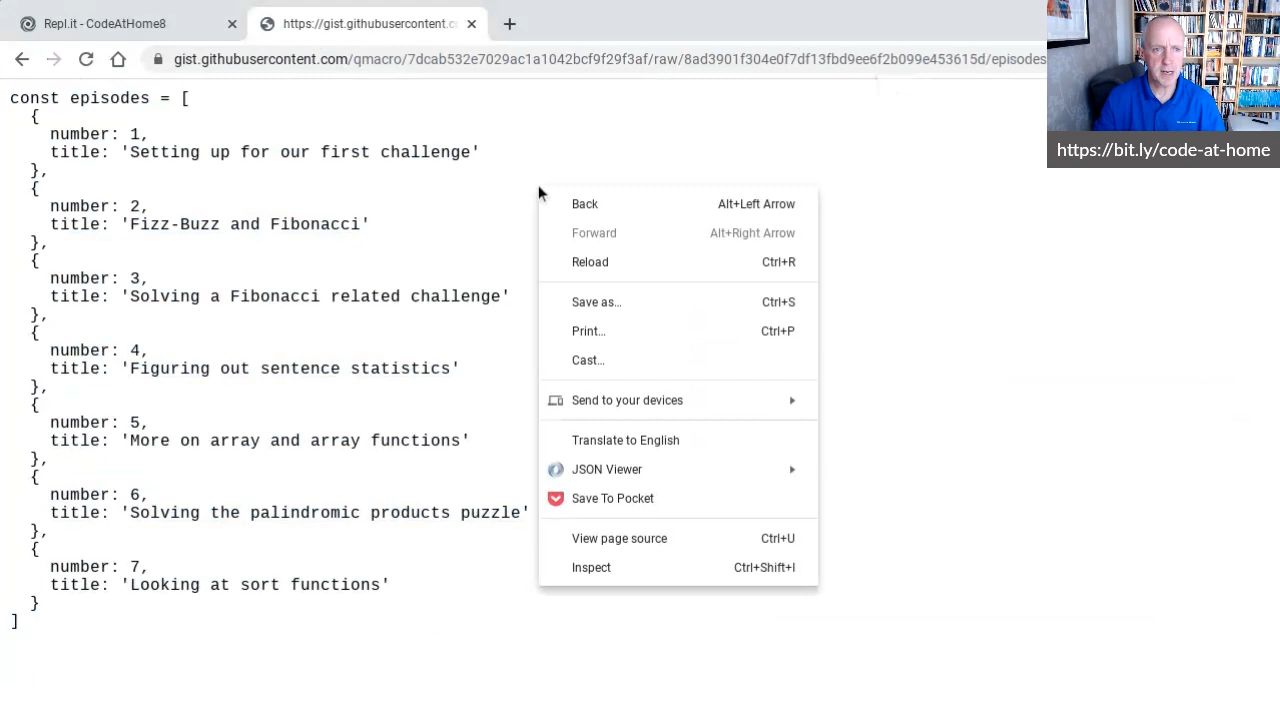 Repl.it - CodeAtHome8
https://gist.githubusercontent.c
gist.githubusercontent.com/qmacro/7dcab532e7029ac1a1042bcf9f29f3af/raw/8ad3901f304e0f7df13fbd9ee6f2b099e453615d/episodes
https://bit.ly/code-at-home
const episodes = [
{
number: 1,
title: 'Setting up for our first challenge'
},
{
number: 2,
title: 'Fizz-Buzz and Fibonacci'
},
{
number: 3,
title: 'Solving a Fibonacci related challenge'
},
{
number: 4,
title: 'Figuring out sentence statistics'
},
{
number: 5,
title: 'More on array and array functions'
},
{
number: 6,
title: 'Solving the palindromic products puzzle'
},
{
number: 7,
title: 'Looking at sort functions'
}
]
Back Alt+Left Arrow
Forward Alt+Right Arrow
Reload Ctrl+R
Save as... Ctrl+S
Print... Ctrl+P
Cast...
Send to your devices
Translate to English
JSON Viewer
Save To Pocket
View page source Ctrl+U
Inspect Ctrl+Shift+I